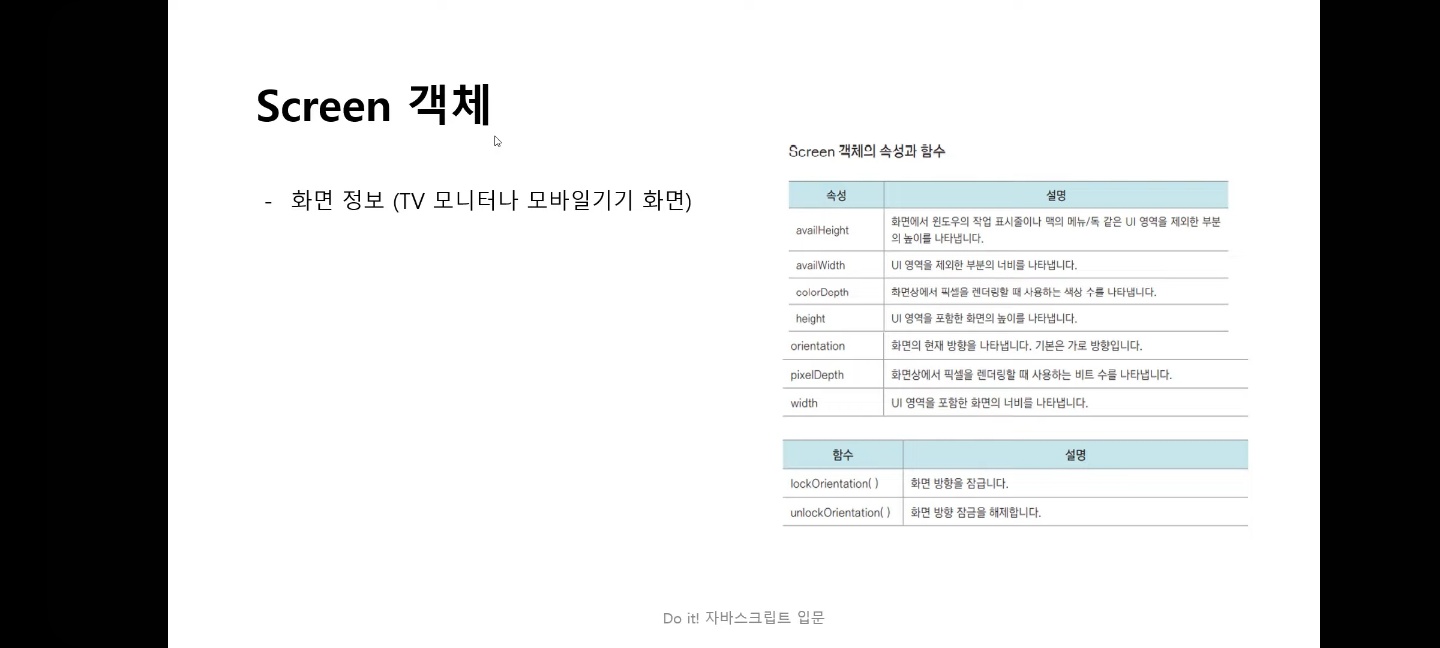 Screen 객체
- 화면 정보 (TV 모니터나 모바일기기 화면)
Screen 객체의 속성과 함수
속성 설명
availHeight 화면에서 윈도우의 작업 표시줄이나 맥의 메뉴/독 같은 UI 영역을 제외한 부분
의 높이를 나타냅니다.
availWidth UI 영역을 제외한 부분의 너비를 나타냅니다.
colorDepth 화면상에서 픽셀을 렌더링할 때 사용하는 색상 수를 나타냅니다.
height UI 영역을 포함한 화면의 높이를 나타냅니다.
orientation 화면의 현재 방향을 나타냅니다. 기본은 가로 방향입니다.
pixelDepth 화면상에서 픽셀을 렌더링할 때 사용하는 비트 수를 나타냅니다.
width UI 영역을 포함한 화면의 너비를 나타냅니다.
함수 설명
lockOrientation( ) 화면 방향을 잠급니다.
unlockOrientation( ) 화면 방향 잠금을 해제합니다.
Do it! 자바스크립트 입문